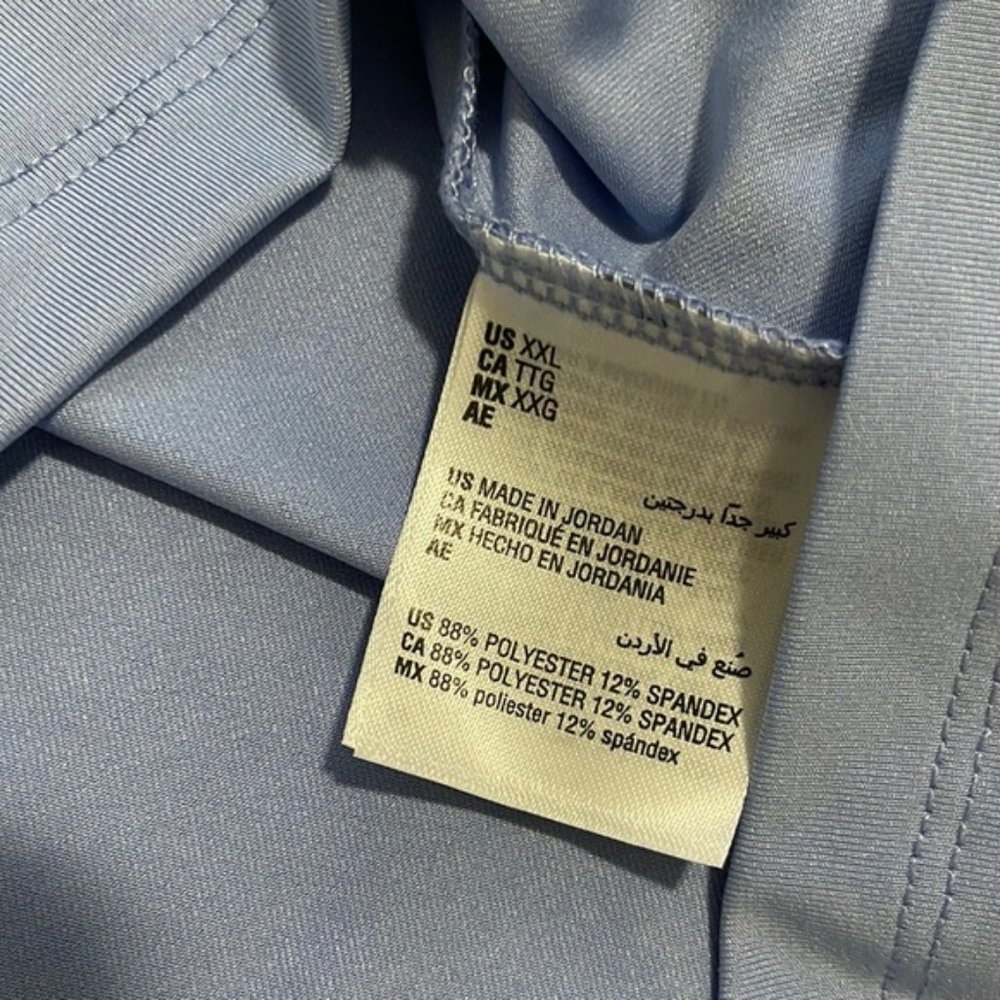 US XXL
CA TTG
MX XXG
AE
كبير جدًا بدرجتين
US MADE IN JORDAN
CA FABRIQUÉ EN JORDANIE
MX HECHO EN JORDANIA
AE
صُنع في الأردن
US 88% POLYESTER 12% SPANDEX
CA 88% POLYESTER 12% SPANDEX
MX 88% poliester 12% spándex